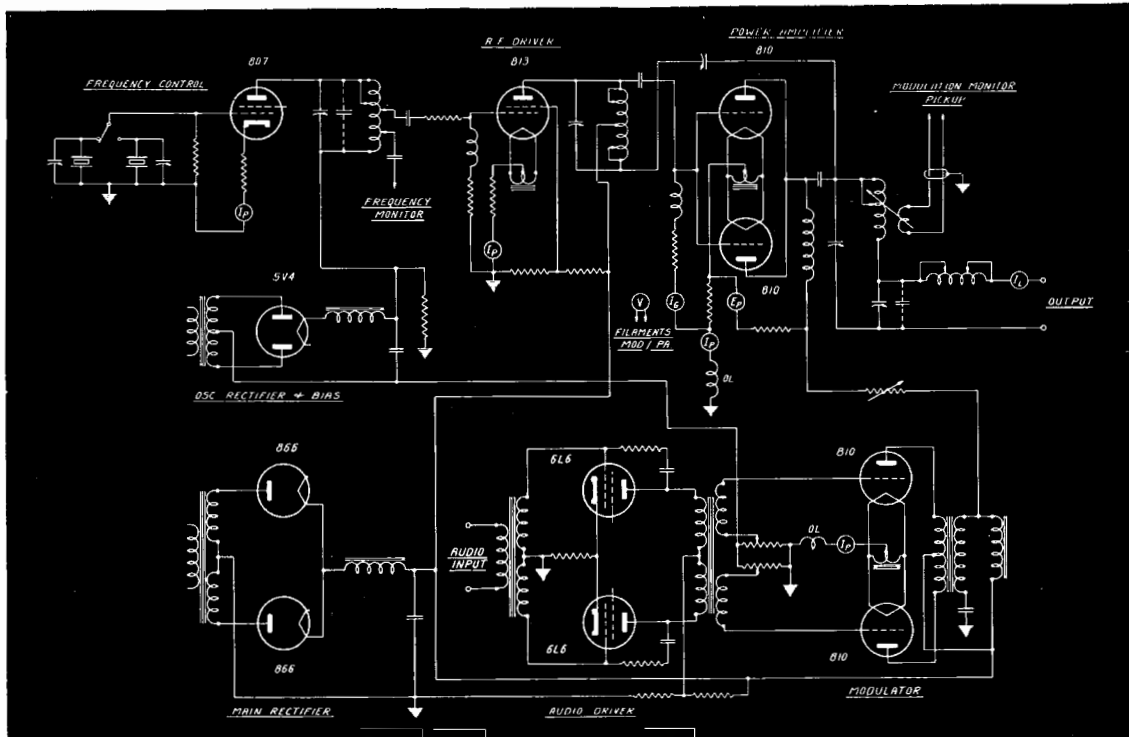 R.F. DRIVER
POWER AMPLIFIER
807
813
810
FREQUENCY CONTROL
MODULATION MONITOR
PICKUP
FREQUENCY
MONITOR
IP
IP
5V4
810
V
IG
EP
IL
OUTPUT
FILAMENTS
MOD / PA
IP
OL
OSC RECTIFIER & BIAS
866
6L6
810
AUDIO
INPUT
OL
IP
6L6
866
810
MAIN RECTIFIER
AUDIO DRIVER
MODULATOR